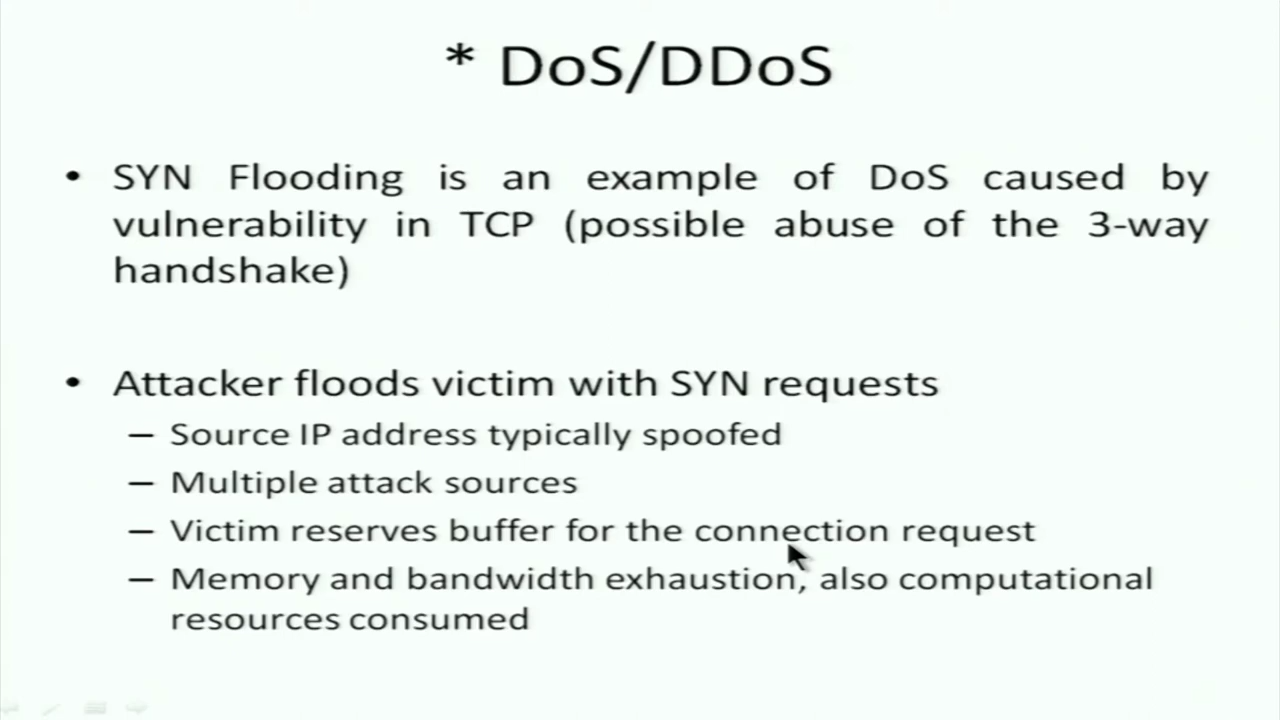 * DoS/DDoS
• SYN Flooding is an example of DoS caused by
vulnerability in TCP (possible abuse of the 3-way
handshake)
• Attacker floods victim with SYN requests
– Source IP address typically spoofed
– Multiple attack sources
– Victim reserves buffer for the connection request
– Memory and bandwidth exhaustion, also computational
resources consumed